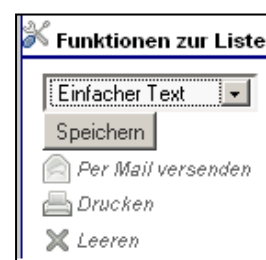 Funktionen zur Liste
Einfacher Text
Speichern
Per Mail versenden
Drucken
Leeren